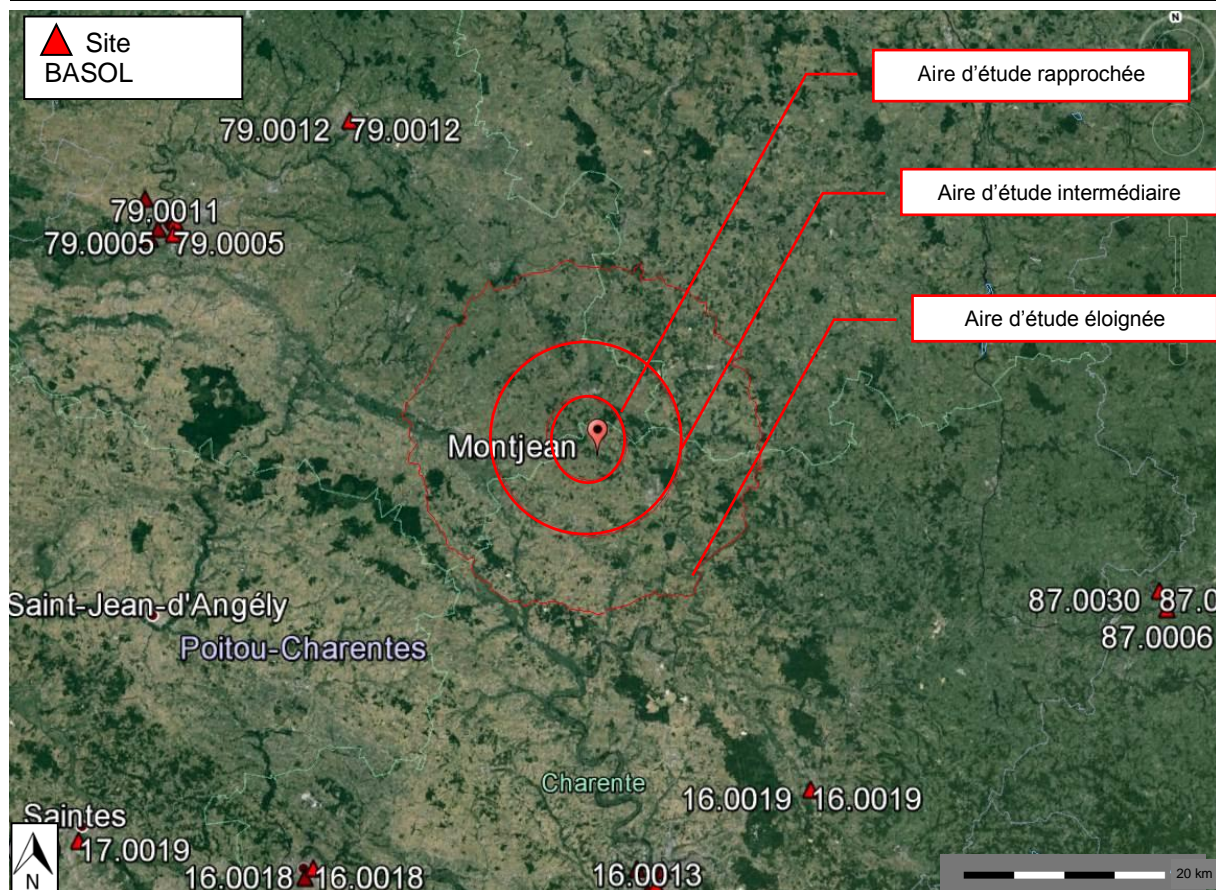 Site
BASOL
N
Aire d'étude rapprochée
79.0012 79.0012
Aire d'étude intermédiaire
79.0011
79.0005 79.0005
Aire d'étude éloignée
Montjean
Saint-Jean-d'Angély
87.0030 87.0
87.0006
Poitou-Charentes
Charente
16.0019 16.0019
Saintes
17.0019
16.0018 16.0018
16.0013
N
20 km